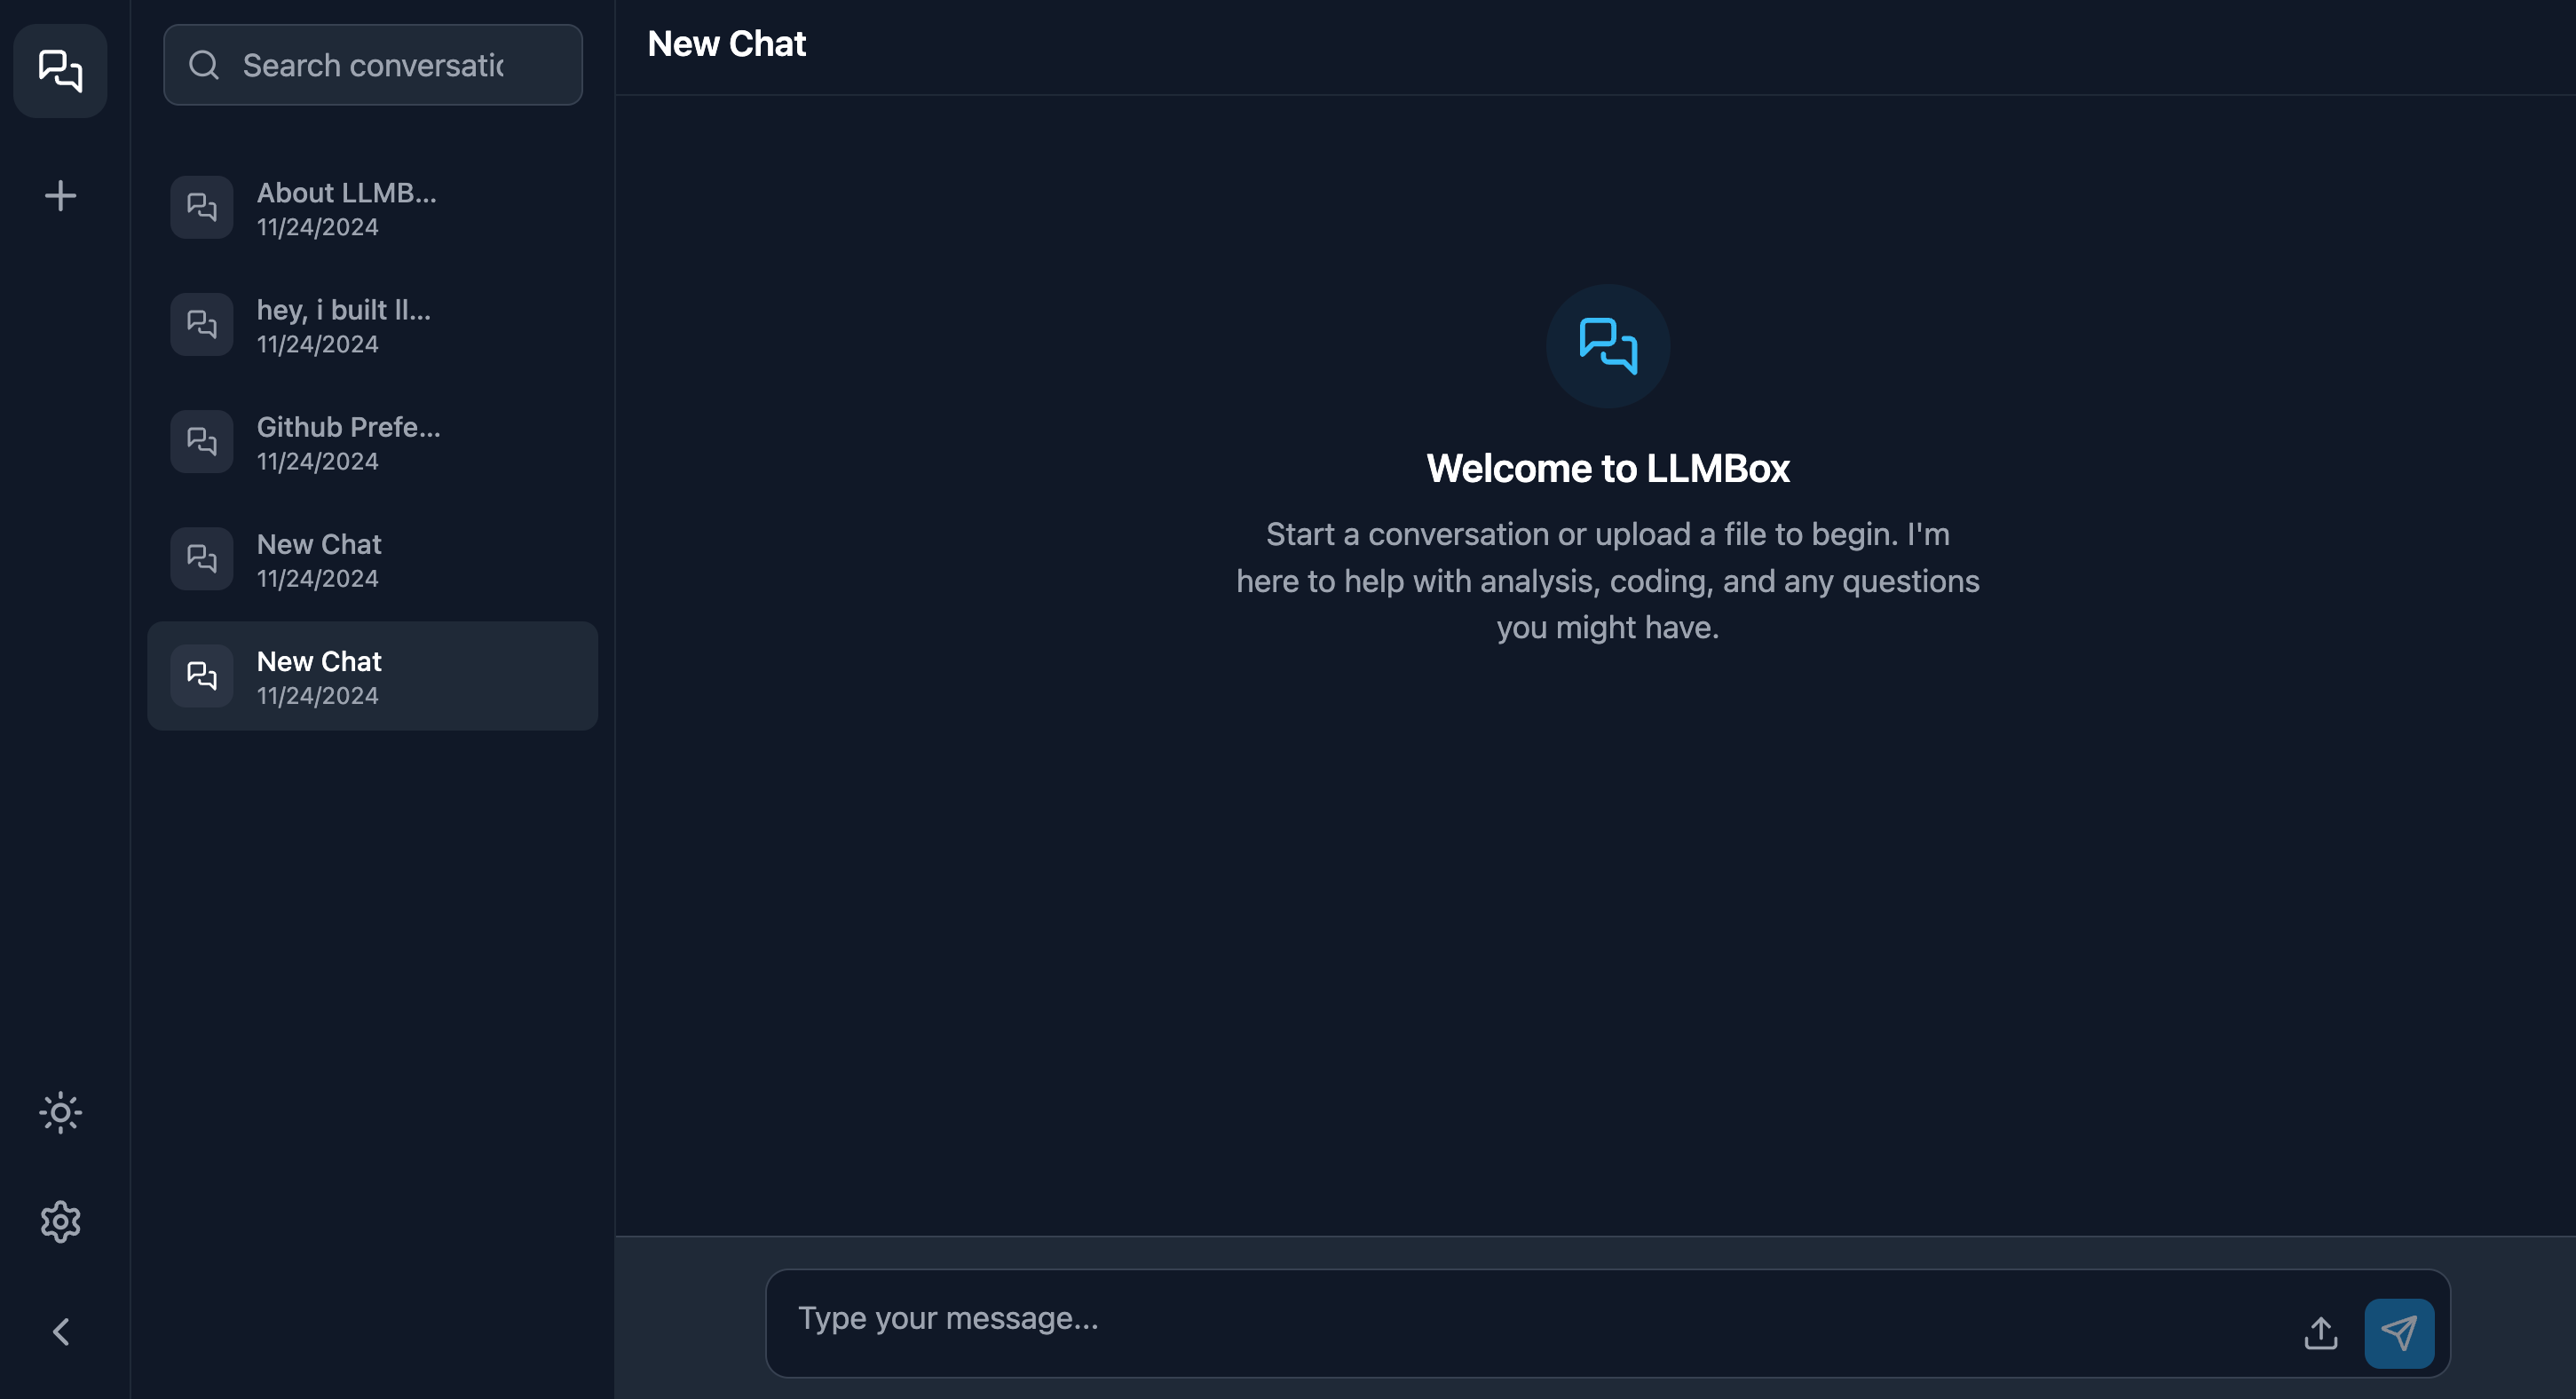 Search conversatic
About LLMB...
11/24/2024
hey, i built ll...
11/24/2024
Github Prefe...
11/24/2024
New Chat
11/24/2024
New Chat
11/24/2024
New Chat
Welcome to LLMBox
Start a conversation or upload a file to begin. I'm
here to help with analysis, coding, and any questions
you might have.
Type your message...